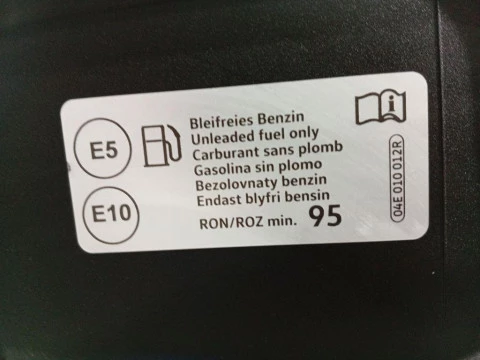 E5
E10
Bleifreies Benzin
Unleaded fuel only
Carburant sans plomb
Gasolina sin plomo
Bezolovnaty benzin
Endast blyfri bensin
RON/ROZ min. 95
i
04E 010 012R